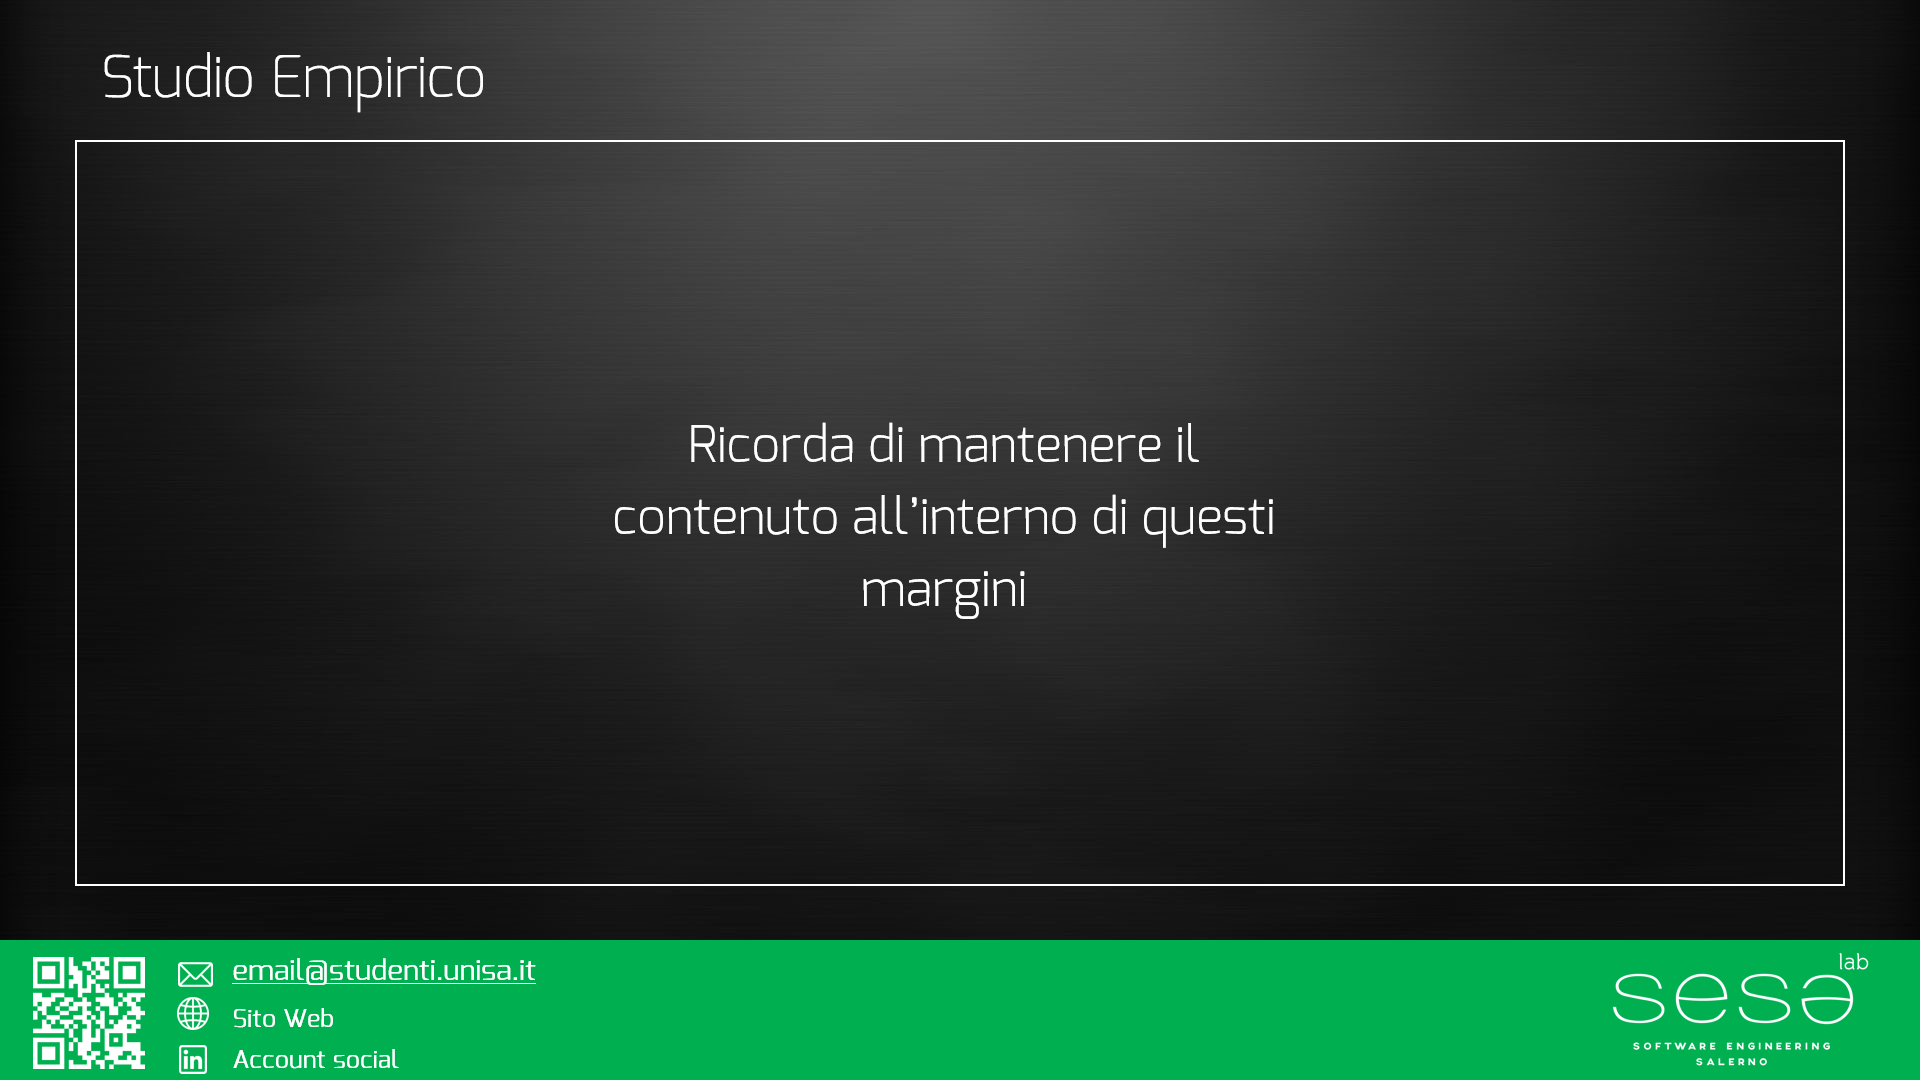 Studio Empirico
Ricorda di mantenere il
contenuto all’interno di questi
margini
email@studenti.unisa.it
Sito Web
in
Account social
lab
sesa
SOFTWARE ENGINEERING
SALERNO